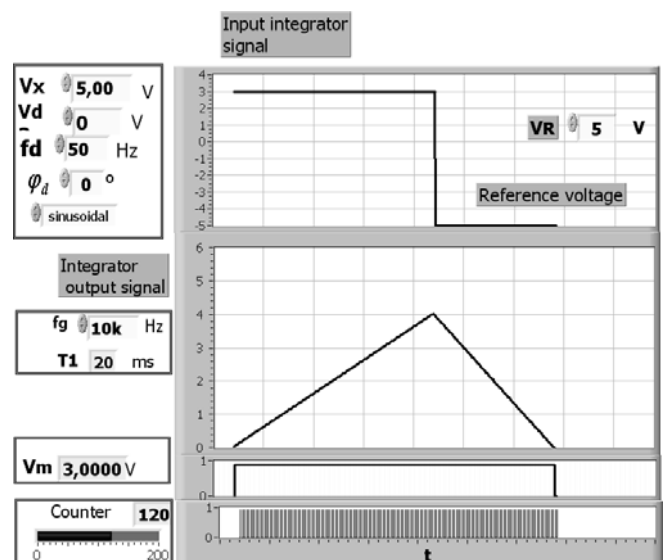 Input integrator
signal
Vx 5,00 V
Vd 0 V
fd 50 Hz
φd 0 °
sinusoidal
4
3
2
1
0
-1
-2
-3
-4
-5
VR 5 V
Reference voltage
Integrator
output signal
fg 10k Hz
T1 20 ms
6
5
4
3
2
1
0
Vm 3,0000 V
1
0
Counter 120
0 200
1
0
t